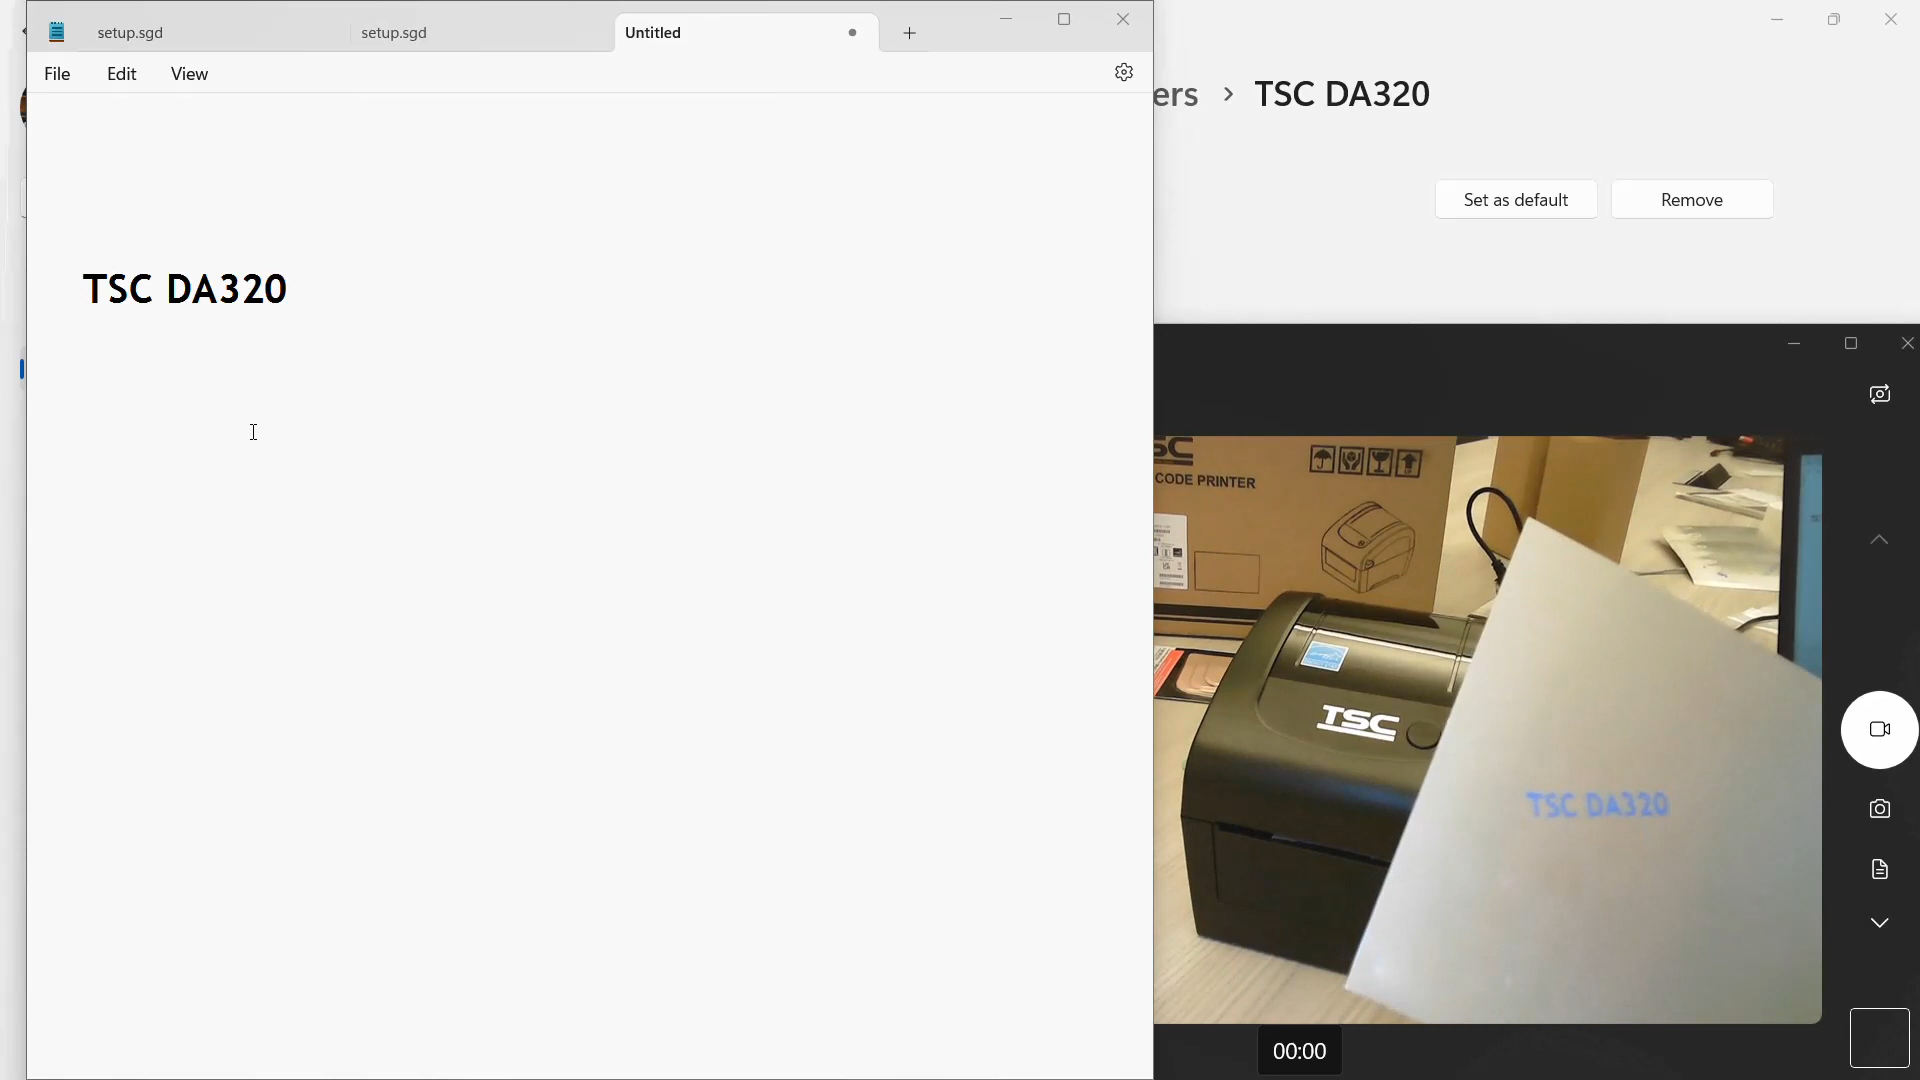 setup.sgd
setup.sgd
Untitled
File
Edit
View
ers > TSC DA320
Set as default
Remove
TSC DA320
SC
CODE PRINTER
TSC
TSC DA320
00:00